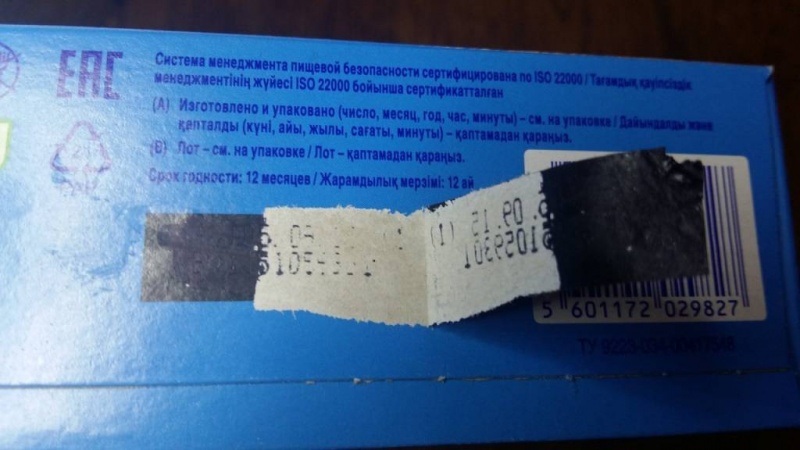 EAC
Система менеджмента пищевой безопасности сертифицирована по ISO 22000 / Тағамдық қауіпсіздік
менеджментінің жүйесі ISO 22000 бойынша сертификатталған
(А) Изготовлено и упаковано (число, месяц, год, час, минуты) – см. на упаковке / Дайындалды және
қапталды (күні, айы, жылы, сағаты, минуты) – қаптамадан қараңыз.
(В) Лот – см. на упаковке / Лот – қаптамадан қараңыз.
Срок годности: 12 месяцев / Жарамдылық мерзімі: 12 ай
21
5 601172 029827